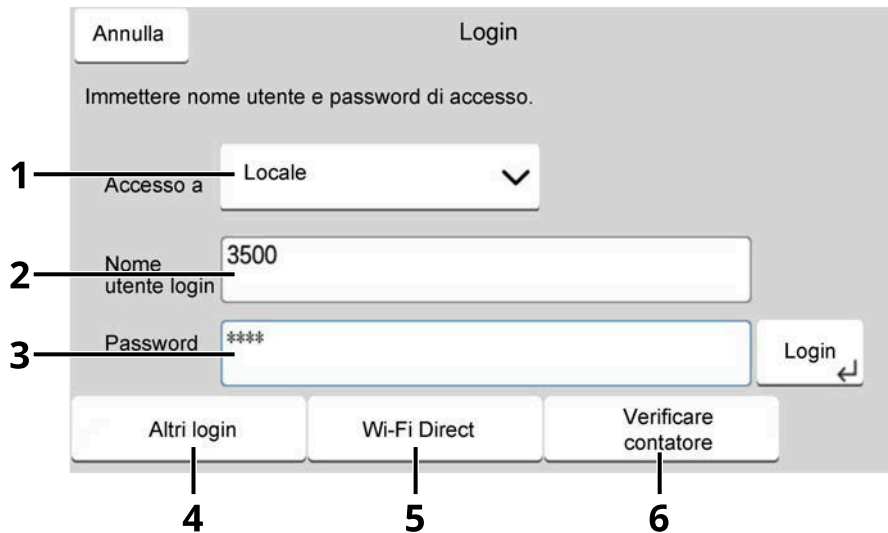 Annulla
Login
Immettere nome utente e password di accesso.
1
Accesso a
Locale
2
Nome
utente login
3500
3
Password
****
Login
Altri login
Wi-Fi Direct
Verificare
contatore
4
5
6